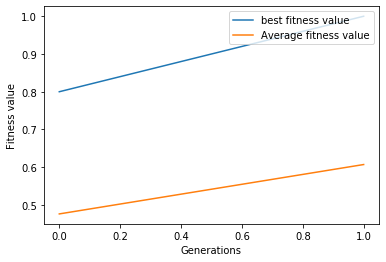 best fitness value
Average fitness value
1.0
0.9
0.8
0.7
0.6
0.5
Fitness value
0.0 0.2 0.4 0.6 0.8 1.0
Generations